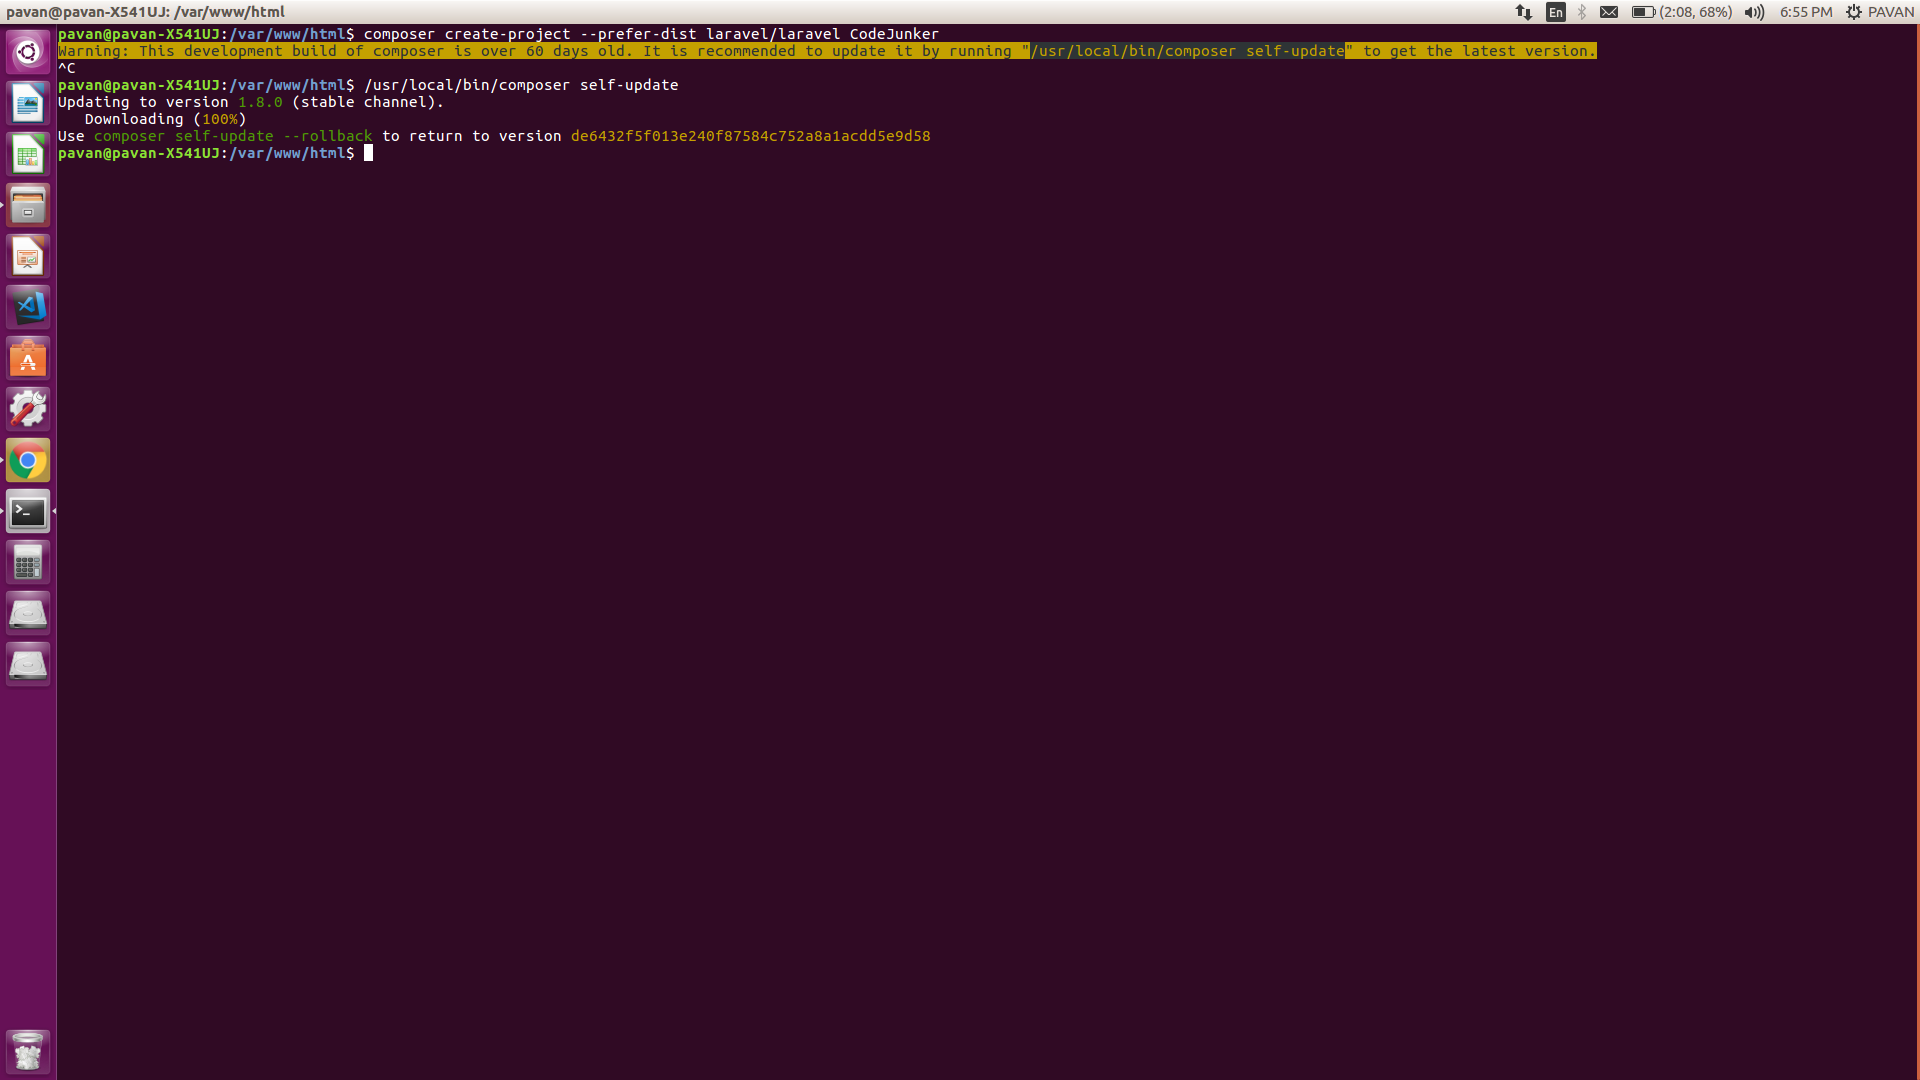 pavan@pavan-X541UJ: /var/www/html
En
(2:08, 68%)
6:55 PM
PAVAN
pavan@pavan-X541UJ:/var/www/html$ composer create-project --prefer-dist laravel/laravel CodeJunker
Warning: This development build of composer is over 60 days old. It is recommended to update it by running "/usr/local/bin/composer self-update" to get the latest version.
^C
pavan@pavan-X541UJ:/var/www/html$ /usr/local/bin/composer self-update
Updating to version 1.8.0 (stable channel).
   Downloading (100%)
Use composer self-update --rollback to return to version de6432f5f013e240f87584c752a8a1acdd5e9d58
pavan@pavan-X541UJ:/var/www/html$